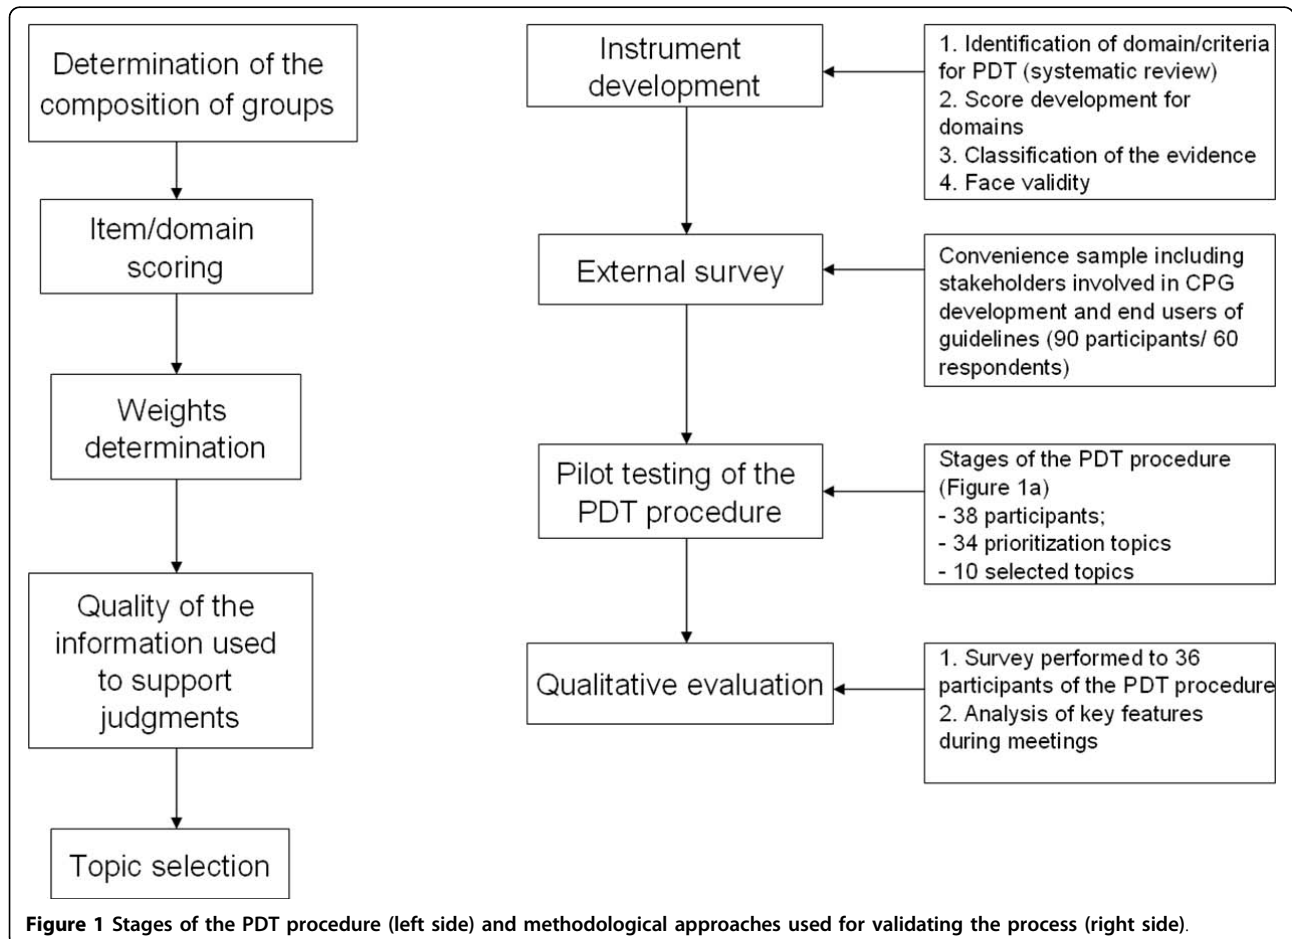 Determination of the
composition of groups
Item/domain
scoring
Weights
determination
Quality of the
information used
to support
judgments
Topic selection
Instrument
development
External survey
Pilot testing of the
PDT procedure
Qualitative evaluation
1. Identification of domain/criteria
for PDT (systematic review)
2. Score development for
domains
3. Classification of the evidence
4. Face validity
Convenience sample including
stakeholders involved in CPG
development and end users of
guidelines (90 participants/ 60
respondents)
Stages of the PDT procedure
(Figure 1a)
- 38 participants;
- 34 prioritization topics
- 10 selected topics
1. Survey performed to 36
participants of the PDT procedure
2. Analysis of key features
during meetings
Figure 1 Stages of the PDT procedure (left side) and methodological approaches used for validating the process (right side).